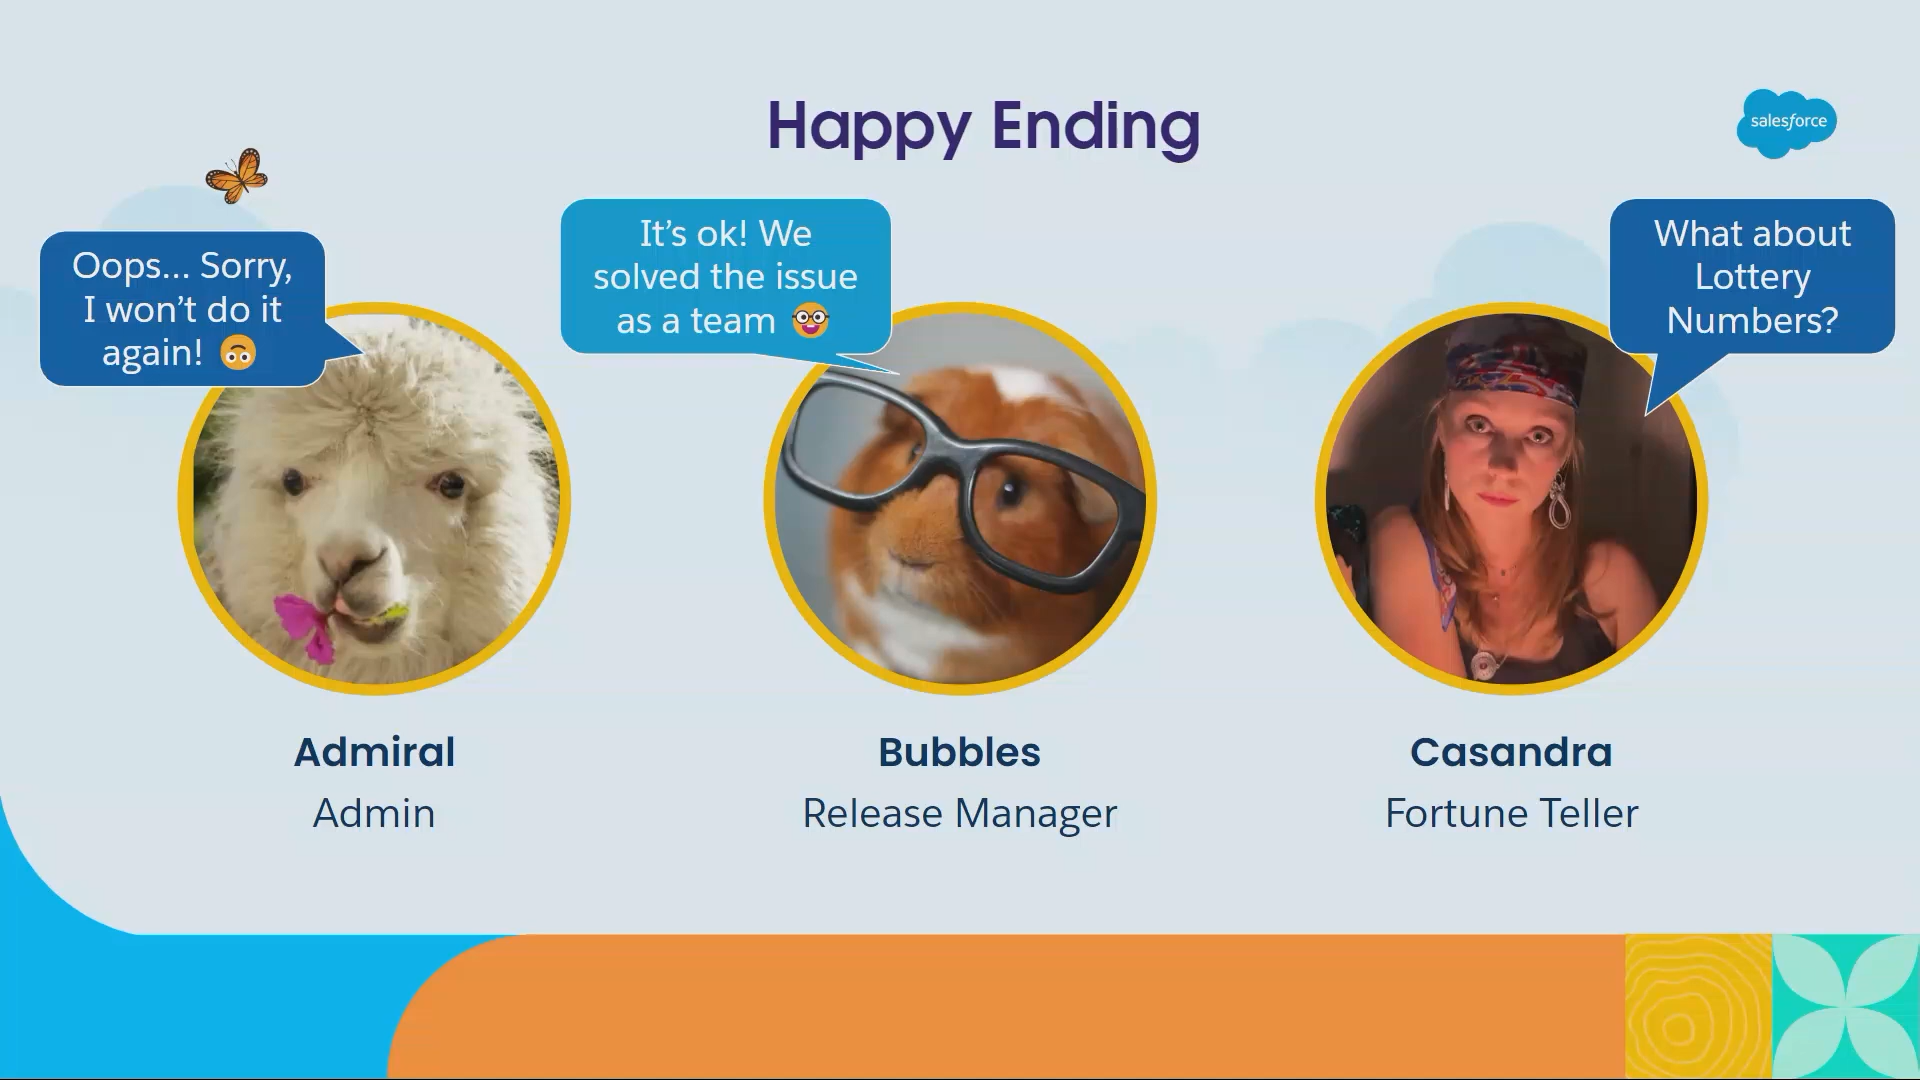 Happy Ending
salesforce
Oops... Sorry,
I won't do it
again! 🙃
It's ok! We
solved the issue
as a team 🤓
What about
Lottery
Numbers?
Admiral
Admin
Bubbles
Release Manager
Casandra
Fortune Teller